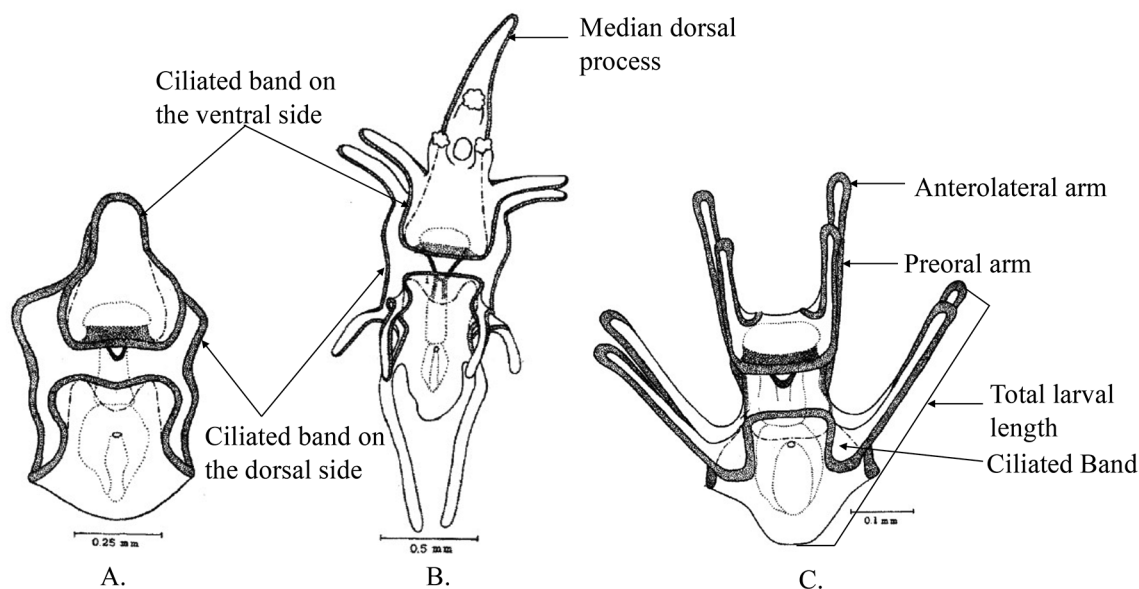 Median dorsal
process
Ciliated band on
the ventral side
Anterolateral arm
Preoral arm
Total larval
length
Ciliated band on
the dorsal side
Ciliated Band
0.25 mm
0.5 mm
0.1 mm
A.
B.
C.